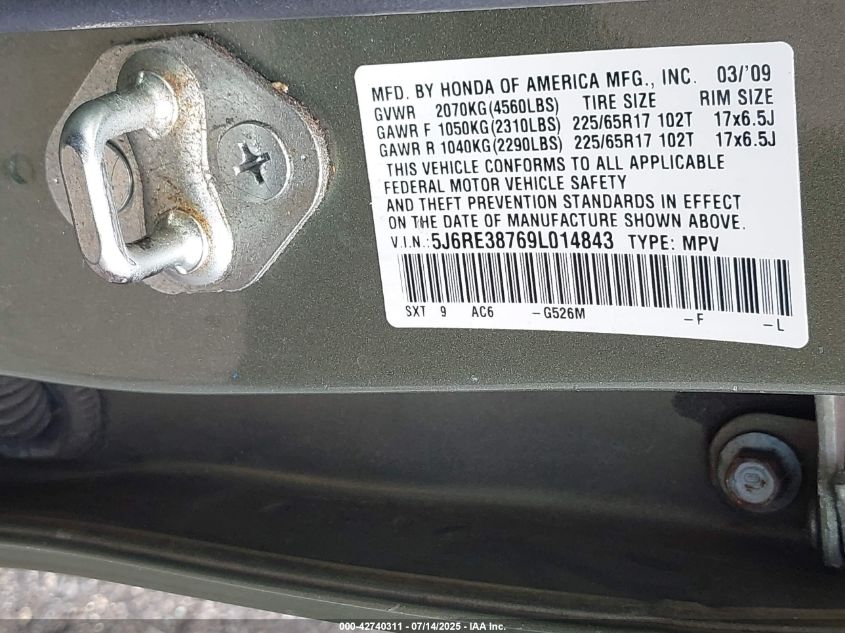 MFD. BY HONDA OF AMERICA MFG., INC. 03/'09
GVWR 2070KG(4560LBS) TIRE SIZE RIM SIZE
GAWR F 1050KG(2310LBS) 225/65R17 102T 17x6.5J
GAWR R 1040KG(2290LBS) 225/65R17 102T 17x6.5J
THIS VEHICLE CONFORMS TO ALL APPLICABLE
FEDERAL MOTOR VEHICLE SAFETY
AND THEFT PREVENTION STANDARDS IN EFFECT
ON THE DATE OF MANUFACTURE SHOWN ABOVE.
V.I.N.:5J6RE38769L014843 TYPE: MPV
SXT 9 AC6 -G526M -F -L
10
000-42740311 - 07/14/2025 - IAA Inc.